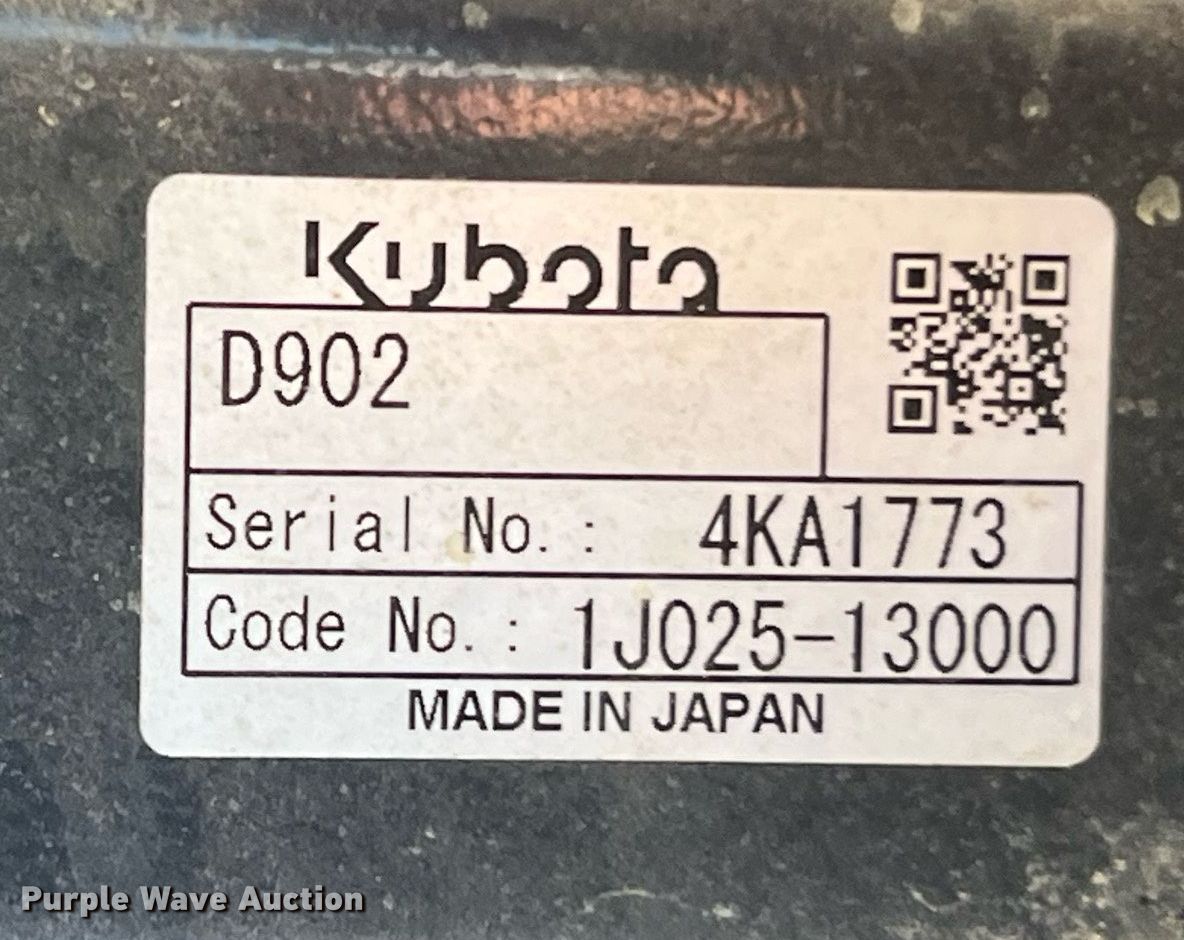 Kubota
D902
Serial No.: 4KA1773
Code No.: 1J025-13000
MADE IN JAPAN
Purple Wave Auction